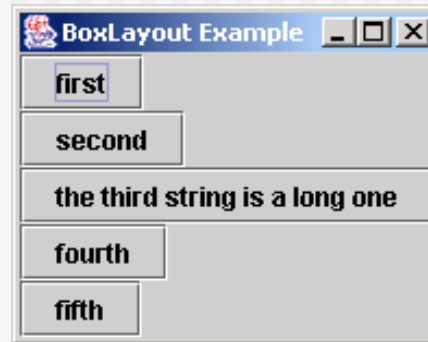 BoxLayout Example
first
second
the third string is a long one
fourth
fifth